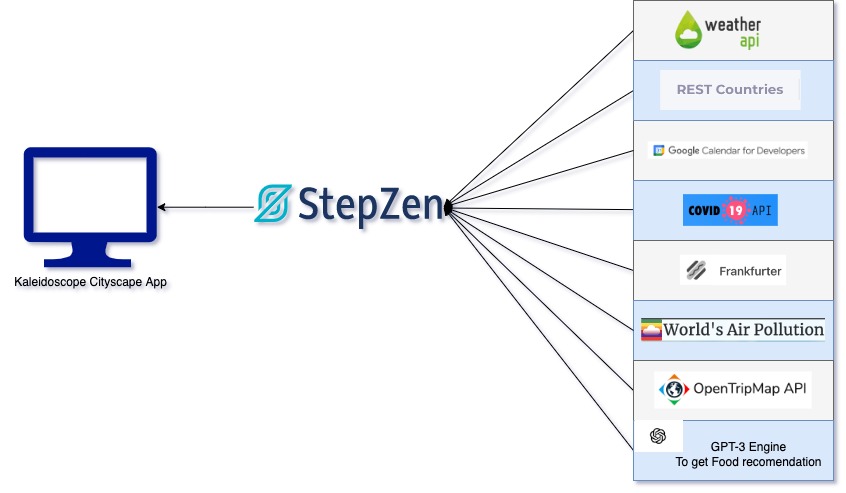 weather
api
REST Countries
Google Calendar for Developers
COVID 19 API
StepZen
Frankfurter
Kaleidoscope Cityscape App
World's Air Pollution
OpenTripMap API
GPT-3 Engine
To get Food recomendation